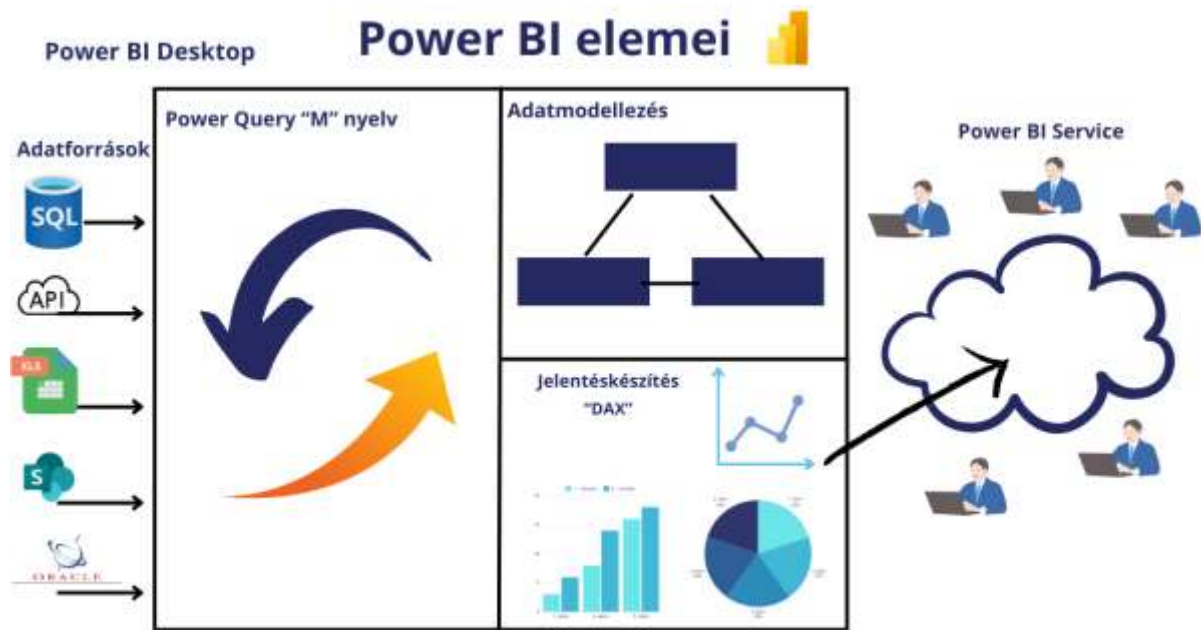 Power BI elemei
Power BI Desktop
Adatforrások
SQL
API
XLS
S
ORACLE
Power Query “M” nyelv
Adatmodellezés
Jelentéskészítés
“DAX”
Power BI Service